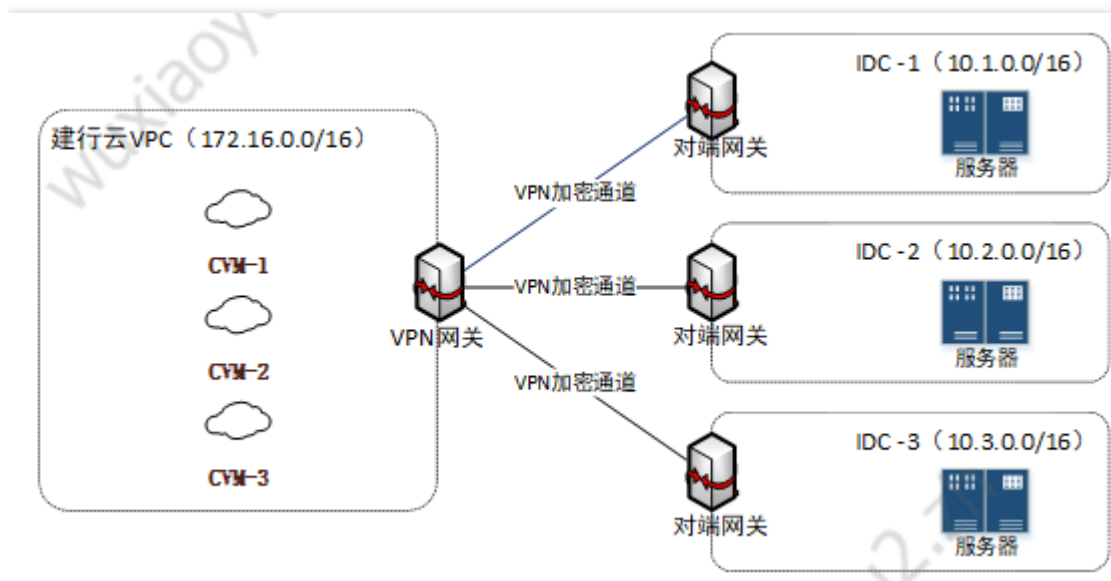 建行云VPC（172.16.0.0/16）
CVM-1
CVM-2
CVM-3
VPN网关
VPN加密通道
VPN加密通道
VPN加密通道
IDC-1（10.1.0.0/16）
对端网关
服务器
IDC-2（10.2.0.0/16）
对端网关
服务器
IDC-3（10.3.0.0/16）
对端网关
服务器